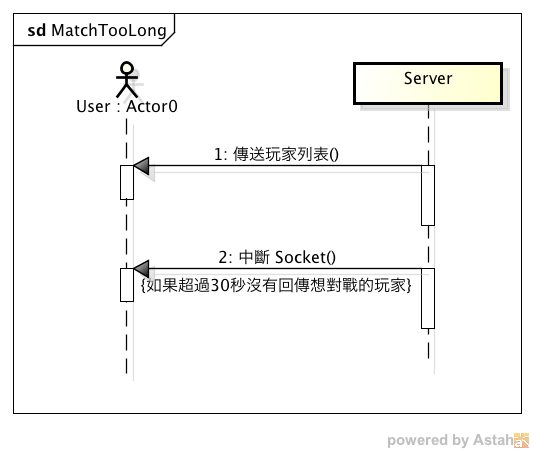 sd MatchTooLong
Server
User : Actor0
1: 傳送玩家列表()
2: 中斷 Socket()
{如果超過30秒沒有回傳想對戰的玩家}
powered by Astah